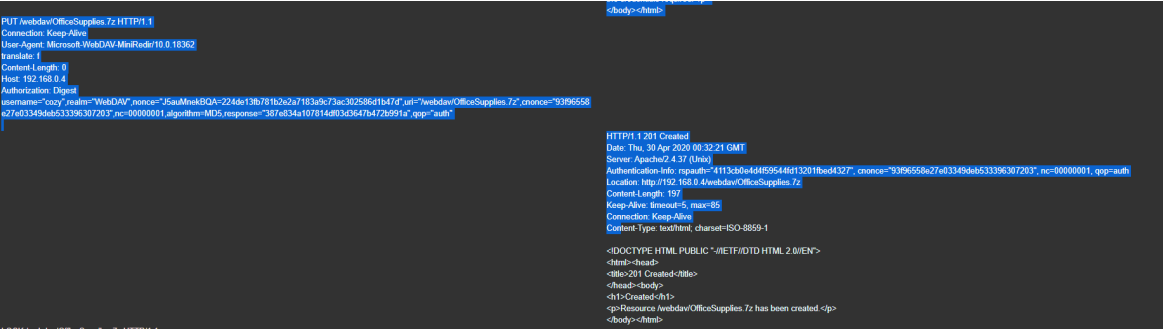 </body></html>
PUT /webdav/OfficeSupplies.7z HTTP/1.1
Connection: Keep-Alive
User-Agent: Microsoft-WebDAV-MiniRedir/10.0.18362
translate: f
Content-Length: 0
Host: 192.168.0.4
Authorization: Digest
username="cozy",realm="WebDAV",nonce="J5auMnekBQA=224de13fb781b2e2a7183a9c73ac302586d1b47d",uri="/webdav/OfficeSupplies.7z",cnonce="93f96558
e27e03349deb533396307203",nc=00000001,algorithm=MD5,response="387e834a107814df03d3647b472b991a",qop="auth"
HTTP/1.1 201 Created
Date: Thu, 30 Apr 2020 00:32:21 GMT
Server: Apache/2.4.37 (Unix)
Authentication-Info: rspauth="4113cb0e4d4f59544fd13201fbed4327", cnonce="93f96558e27e03349deb533396307203", nc=00000001, qop=auth
Location: http://192.168.0.4/webdav/OfficeSupplies.7z
Content-Length: 197
Keep-Alive: timeout=5, max=85
Connection: Keep-Alive
Content-Type: text/html; charset=ISO-8859-1
<!DOCTYPE HTML PUBLIC "-//IETF//DTD HTML 2.0//EN">
<html><head>
<title>201 Created</title>
</head><body>
<h1>Created</h1>
<p>Resource /webdav/OfficeSupplies.7z has been created.</p>
</body></html>